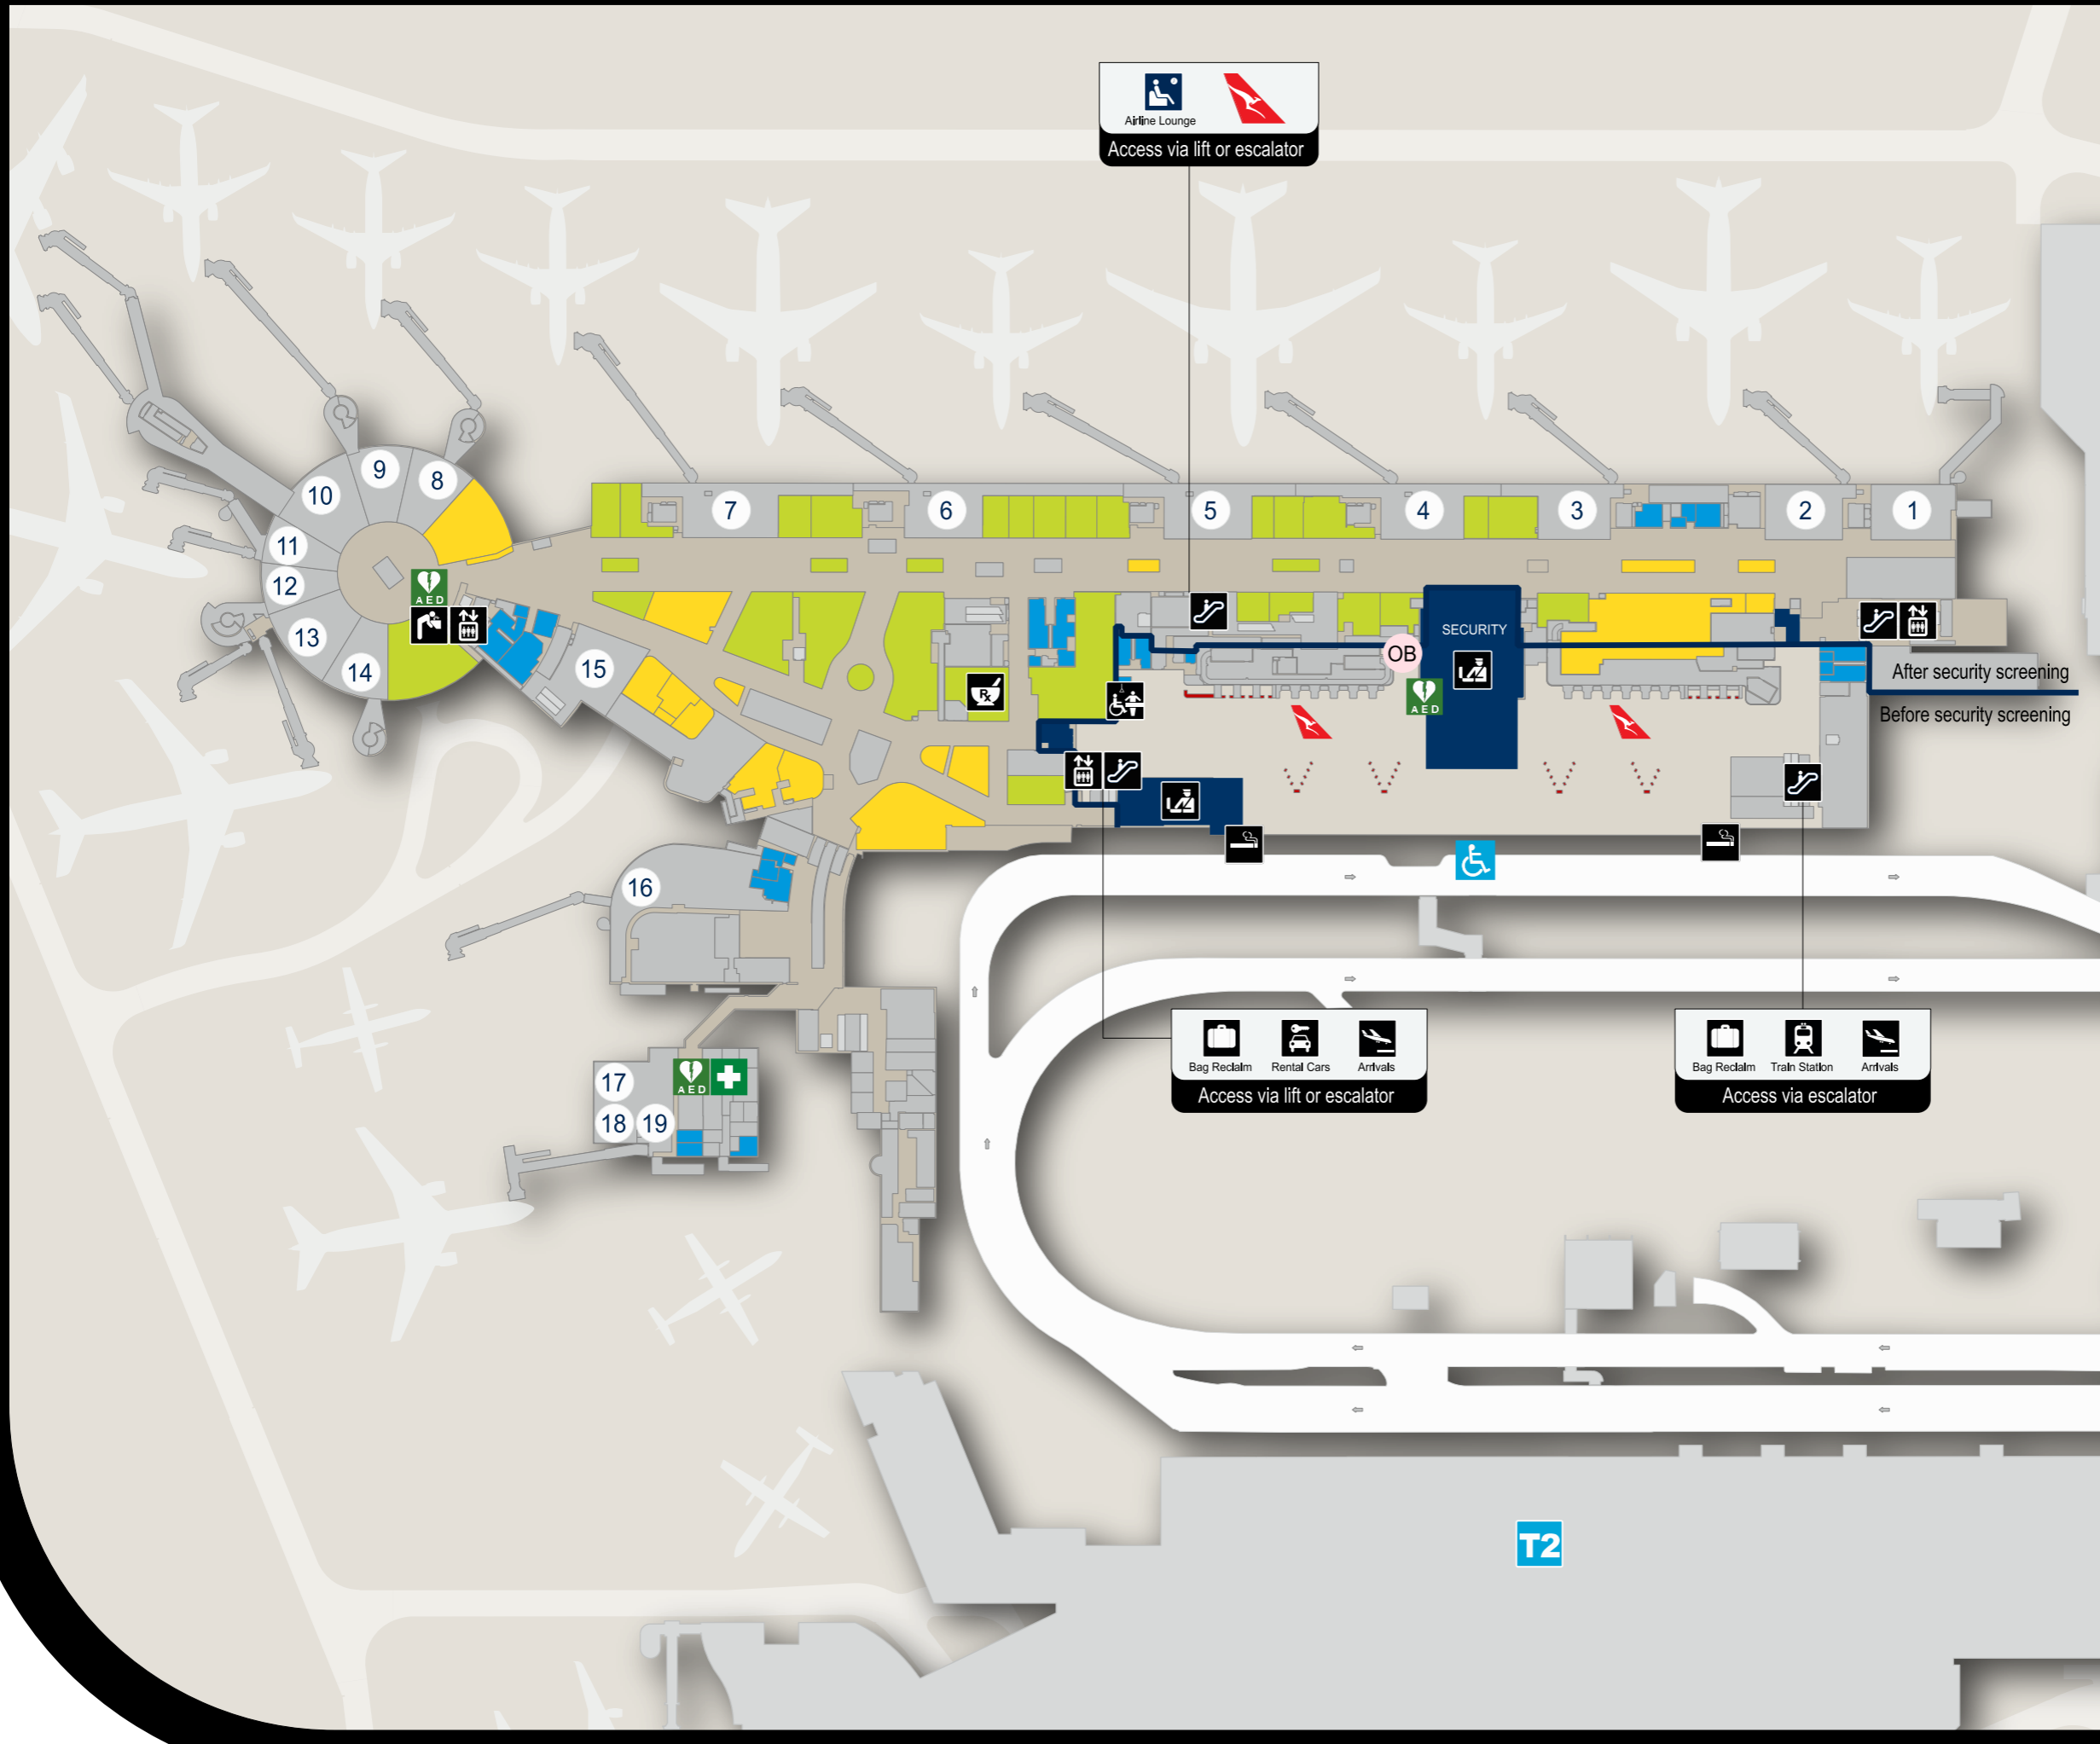 Airline Lounge
Access via lift or escalator
9
8
10
7
6
5
4
3
2
1
11
12
AED
13
14
15
SECURITY
OB
AED
℞
After security screening
Before security screening
16
17
AED
18
19
Bag Reclaim
Rental Cars
Arrivals
Access via lift or escalator
Bag Reclaim
Train Station
Arrivals
Access via escalator
T2